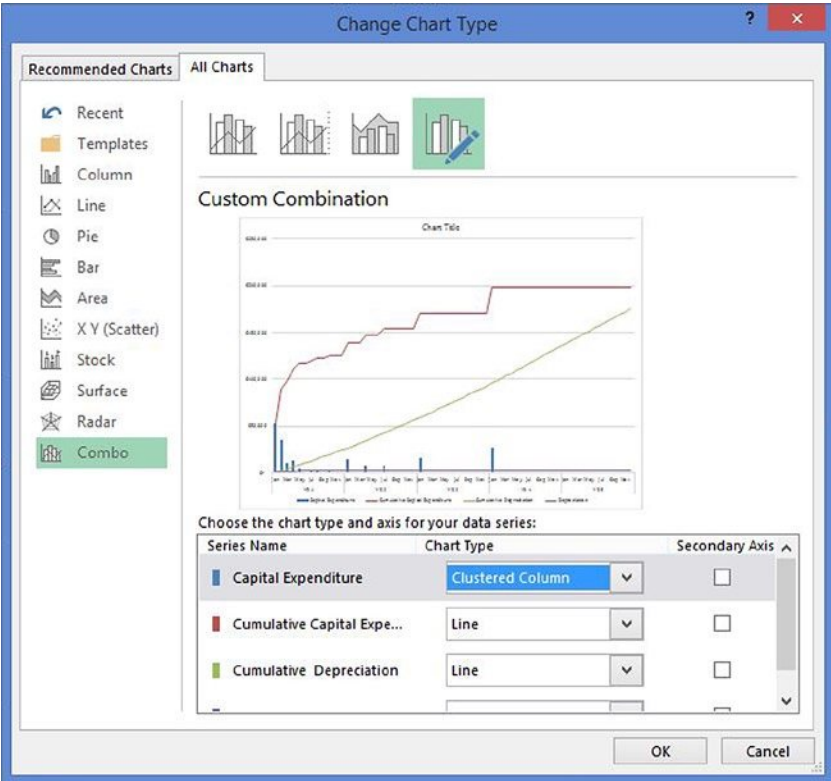 Change Chart Type
?
Recommended Charts
All Charts
Recent
Templates
Column
Line
Pie
Bar
Area
X Y (Scatter)
Stock
Surface
Radar
Combo
Custom Combination
Chart Title
Choose the chart type and axis for your data series:
Series Name Chart Type Secondary Axis
Capital Expenditure Clustered Column
Cumulative Capital Expe... Line
Cumulative Depreciation Line
OK Cancel